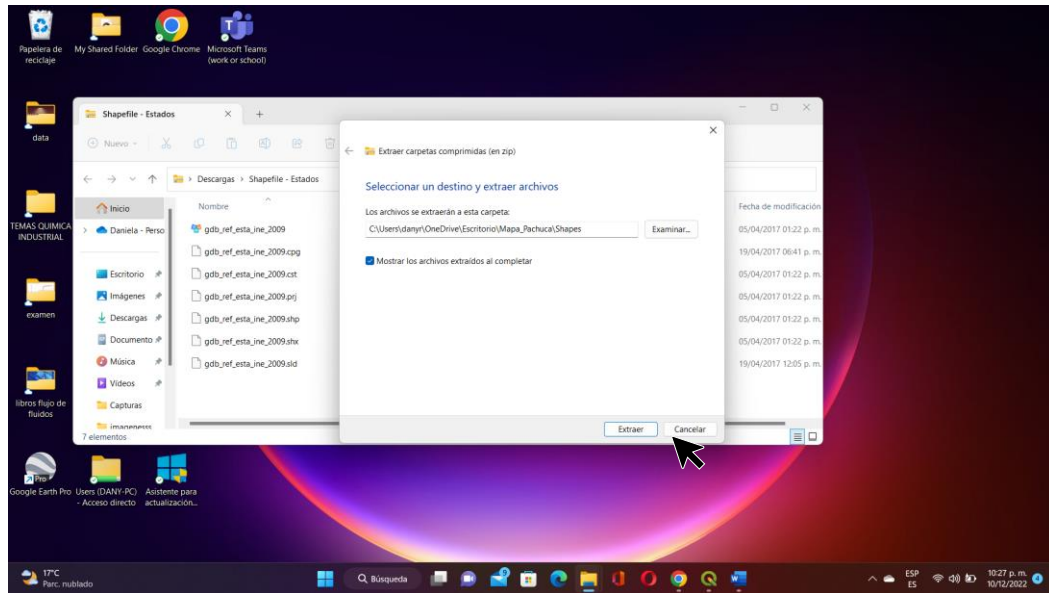 Papelera de reciclaje
My Shared Folder
Google Chrome
Microsoft Teams (work or school)
data
TEMAS QUIMICA INDUSTRIAL
examen
libros flujo de fluidos
Google Earth Pro
Users (DANY-PC) - Acceso directo
Asistente para actualización...
Shapefile - Estados
Nuevo
Descargas > Shapefile - Estados
Inicio
Daniela - Perso
Escritorio
Imágenes
Descargas
Documento
Música
Vídeos
Capturas
imagenesss
Nombre
gdb_ref_esta_ine_2009
gdb_ref_esta_ine_2009.cpg
gdb_ref_esta_ine_2009.cst
gdb_ref_esta_ine_2009.prj
gdb_ref_esta_ine_2009.shp
gdb_ref_esta_ine_2009.shx
gdb_ref_esta_ine_2009.sld
Fecha de modificación
05/04/2017 01:22 p. m.
19/04/2017 06:41 p. m.
05/04/2017 01:22 p. m.
05/04/2017 01:22 p. m.
05/04/2017 01:22 p. m.
05/04/2017 01:22 p. m.
19/04/2017 12:05 p. m.
7 elementos
Extraer carpetas comprimidas (en zip)
Seleccionar un destino y extraer archivos
Los archivos se extraerán a esta carpeta:
C:\Users\danyr\OneDrive\Escritorio\Mapa_Pachuca\Shapes
Examinar...
Mostrar los archivos extraídos al completar
Extraer
Cancelar
17°C
Parc. nublado
Búsqueda
ESP
ES
10:27 p. m.
10/12/2022